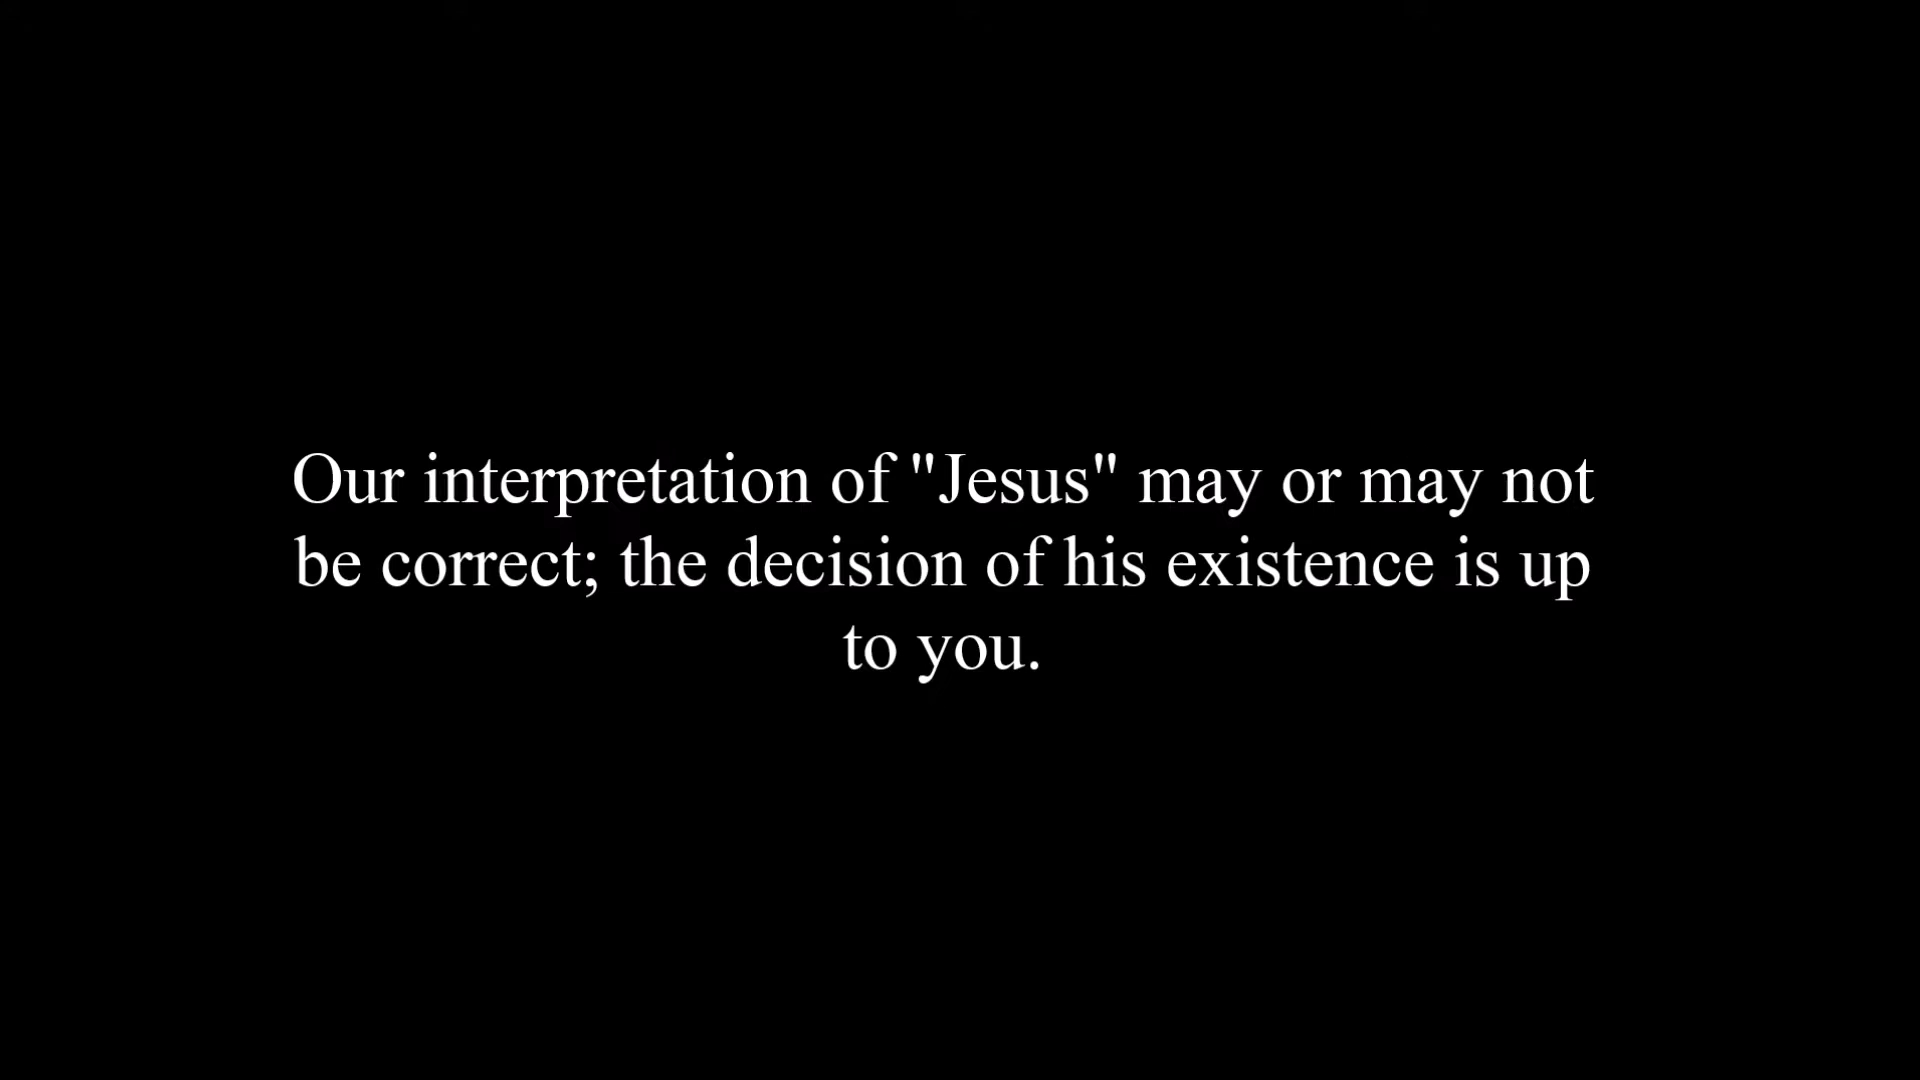 Our interpretation of "Jesus" may or may not
be correct; the decision of his existence is up
to you.